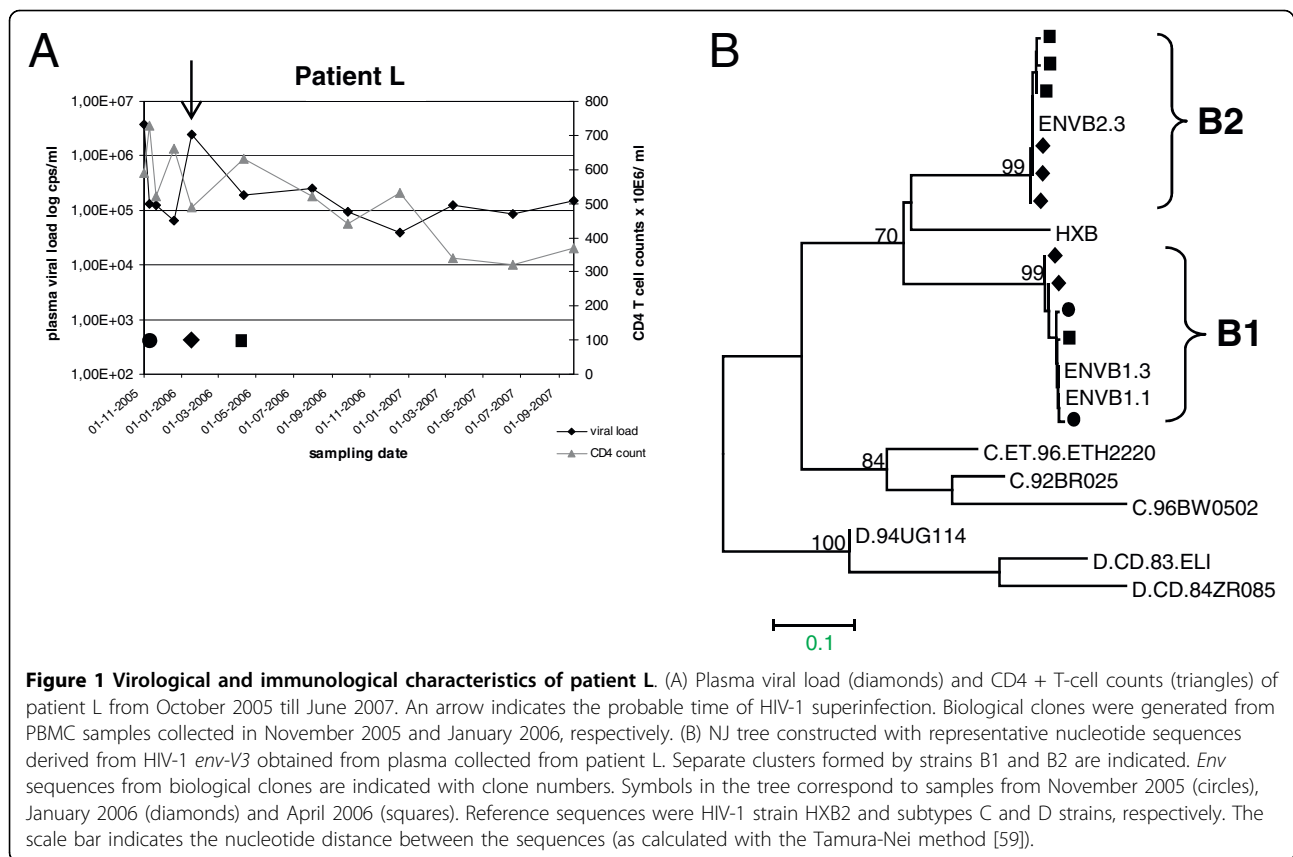 A
Patient L
1,00E+07
1,00E+06
1,00E+05
1,00E+04
1,00E+03
1,00E+02
plasma viral load log cps/ml
800
700
600
500
400
300
200
100
0
CD4 T cell counts x 10E6/ ml
01-11-2005
01-01-2006
01-03-2006
01-05-2006
01-07-2006
01-09-2006
01-11-2006
01-01-2007
01-03-2007
01-05-2007
01-07-2007
01-09-2007
sampling date
viral load
CD4 count
B
ENVB2.3
99
B2
70
HXB
99
B1
ENVB1.3
ENVB1.1
84
C.ET.96.ETH2220
C.92BR025
C.96BW0502
100
D.94UG114
D.CD.83.ELI
D.CD.84ZR085
0.1
Figure 1 Virological and immunological characteristics of patient L. (A) Plasma viral load (diamonds) and CD4 + T-cell counts (triangles) of
patient L from October 2005 till June 2007. An arrow indicates the probable time of HIV-1 superinfection. Biological clones were generated from
PBMC samples collected in November 2005 and January 2006, respectively. (B) NJ tree constructed with representative nucleotide sequences
derived from HIV-1 env-V3 obtained from plasma collected from patient L. Separate clusters formed by strains B1 and B2 are indicated. Env
sequences from biological clones are indicated with clone numbers. Symbols in the tree correspond to samples from November 2005 (circles),
January 2006 (diamonds) and April 2006 (squares). Reference sequences were HIV-1 strain HXB2 and subtypes C and D strains, respectively. The
scale bar indicates the nucleotide distance between the sequences (as calculated with the Tamura-Nei method [59]).